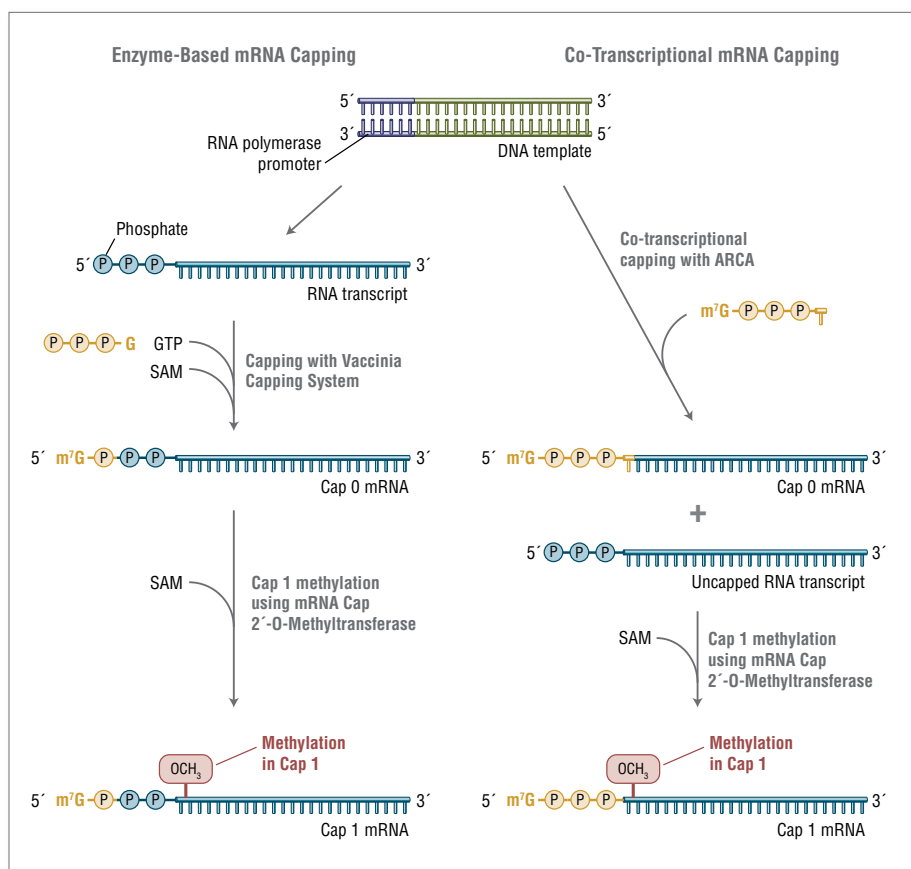 Enzyme-Based mRNA Capping
Co-Transcriptional mRNA Capping
5´ 3´
3´ 5´
RNA polymerase
promoter
DNA template
Phosphate
5´ P P P 3´
RNA transcript
P P P G GTP
SAM
Capping with Vaccinia
Capping System
5´ m⁷G P P P 3´
Cap 0 mRNA
SAM
Cap 1 methylation
using mRNA Cap
2´-O-Methyltransferase
Methylation
in Cap 1
OCH₃
5´ m⁷G P P P 3´
Cap 1 mRNA
Co-transcriptional
capping with ARCA
m⁷G P P P
5´ m⁷G P P P 3´
Cap 0 mRNA
+
5´ P P P 3´
Uncapped RNA transcript
SAM
Cap 1 methylation
using mRNA Cap
2´-O-Methyltransferase
Methylation
in Cap 1
OCH₃
5´ m⁷G P P P 3´
Cap 1 mRNA